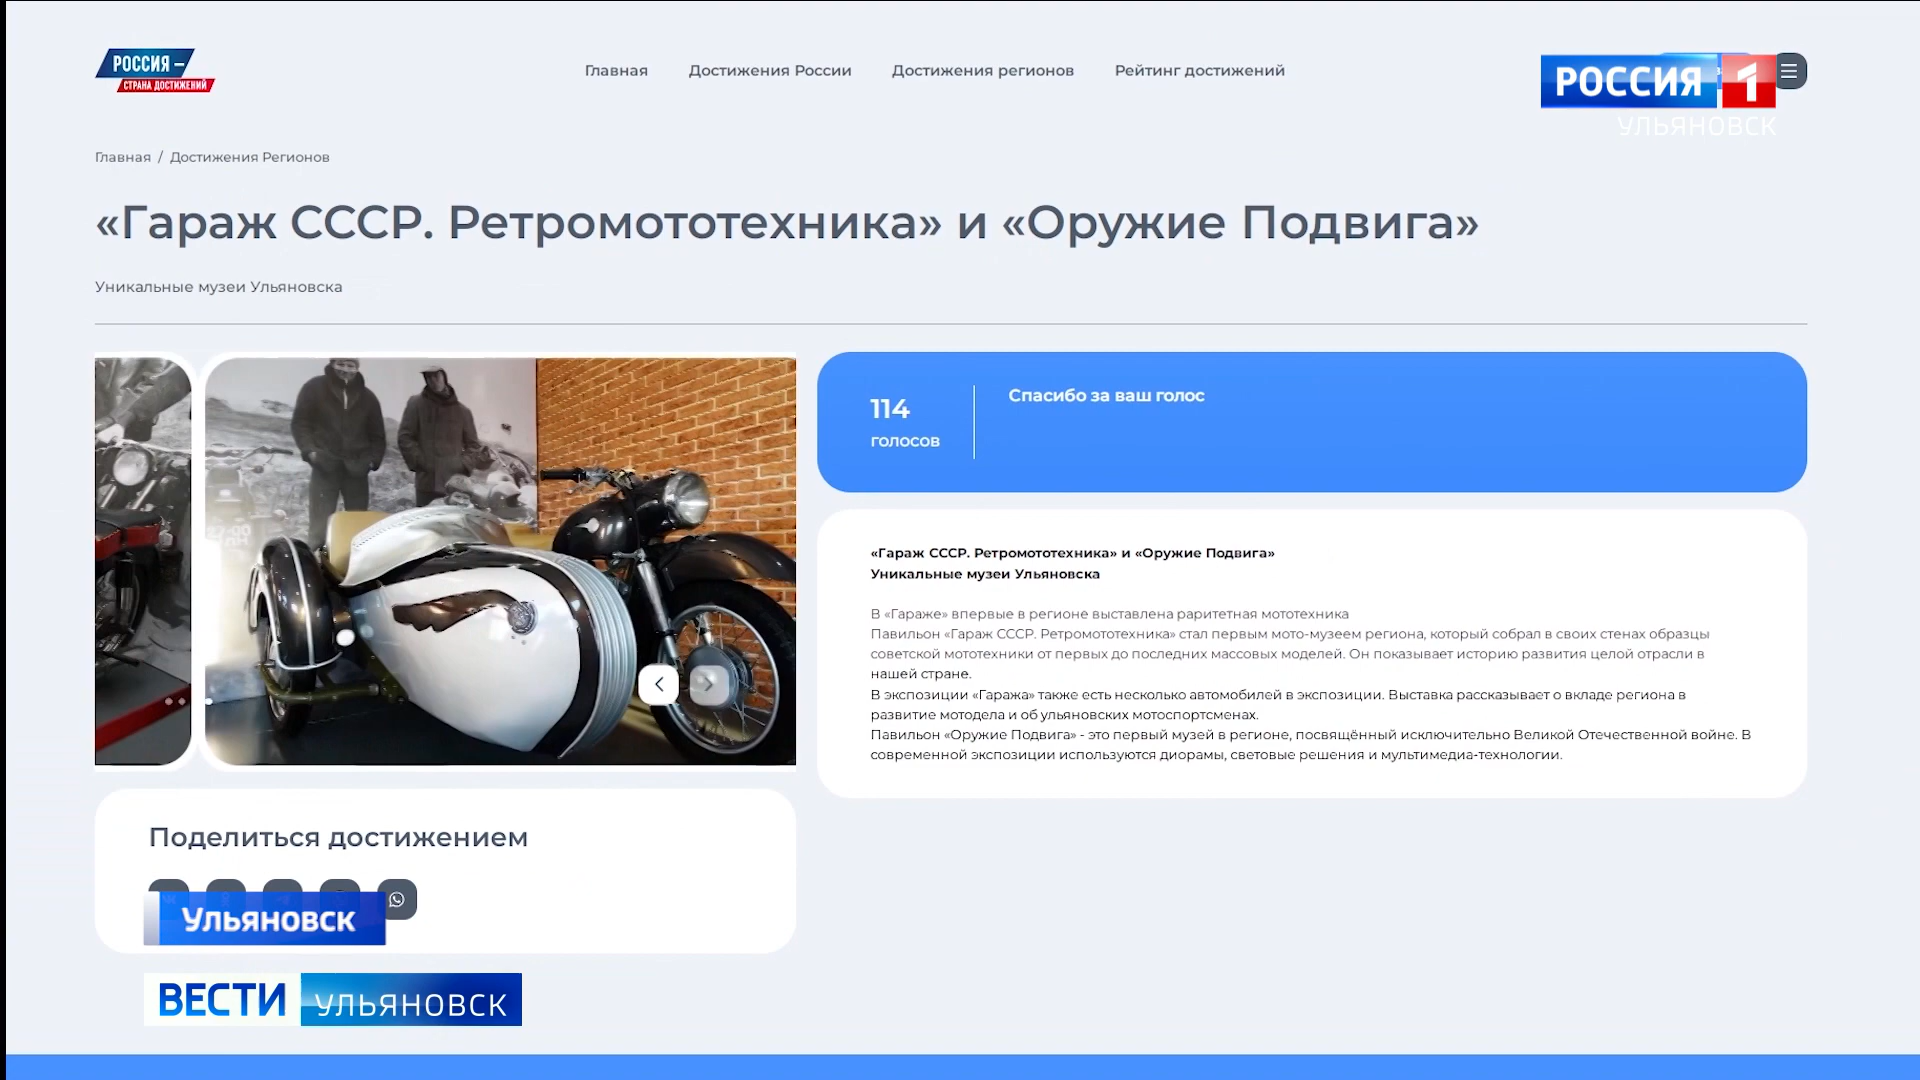 РОССИЯ –
СТРАНА ДОСТИЖЕНИЙ
Главная
Достижения России
Достижения регионов
Рейтинг достижений
РОССИЯ 1
УЛЬЯНОВСК
Главная / Достижения Регионов
«Гараж СССР. Ретромототехника» и «Оружие Подвига»
Уникальные музеи Ульяновска
114
голосов
Спасибо за ваш голос
«Гараж СССР. Ретромототехника» и «Оружие Подвига»
Уникальные музеи Ульяновска
В «Гараже» впервые в регионе выставлена раритетная мототехника
Павильон «Гараж СССР. Ретромототехника» стал первым мото-музеем региона, который собрал в своих стенах образцы
советской мототехники от первых до последних массовых моделей. Он показывает историю развития целой отрасли в
нашей стране.
В экспозиции «Гаража» также есть несколько автомобилей в экспозиции. Выставка рассказывает о вкладе региона в
развитие мотодела и об ульяновских мотоспортсменах.
Павильон «Оружие Подвига» - это первый музей в регионе, посвящённый исключительно Великой Отечественной войне. В
современной экспозиции используются диорамы, световые решения и мультимедиа-технологии.
Поделиться достижением
Ульяновск
ВЕСТИ УЛЬЯНОВСК